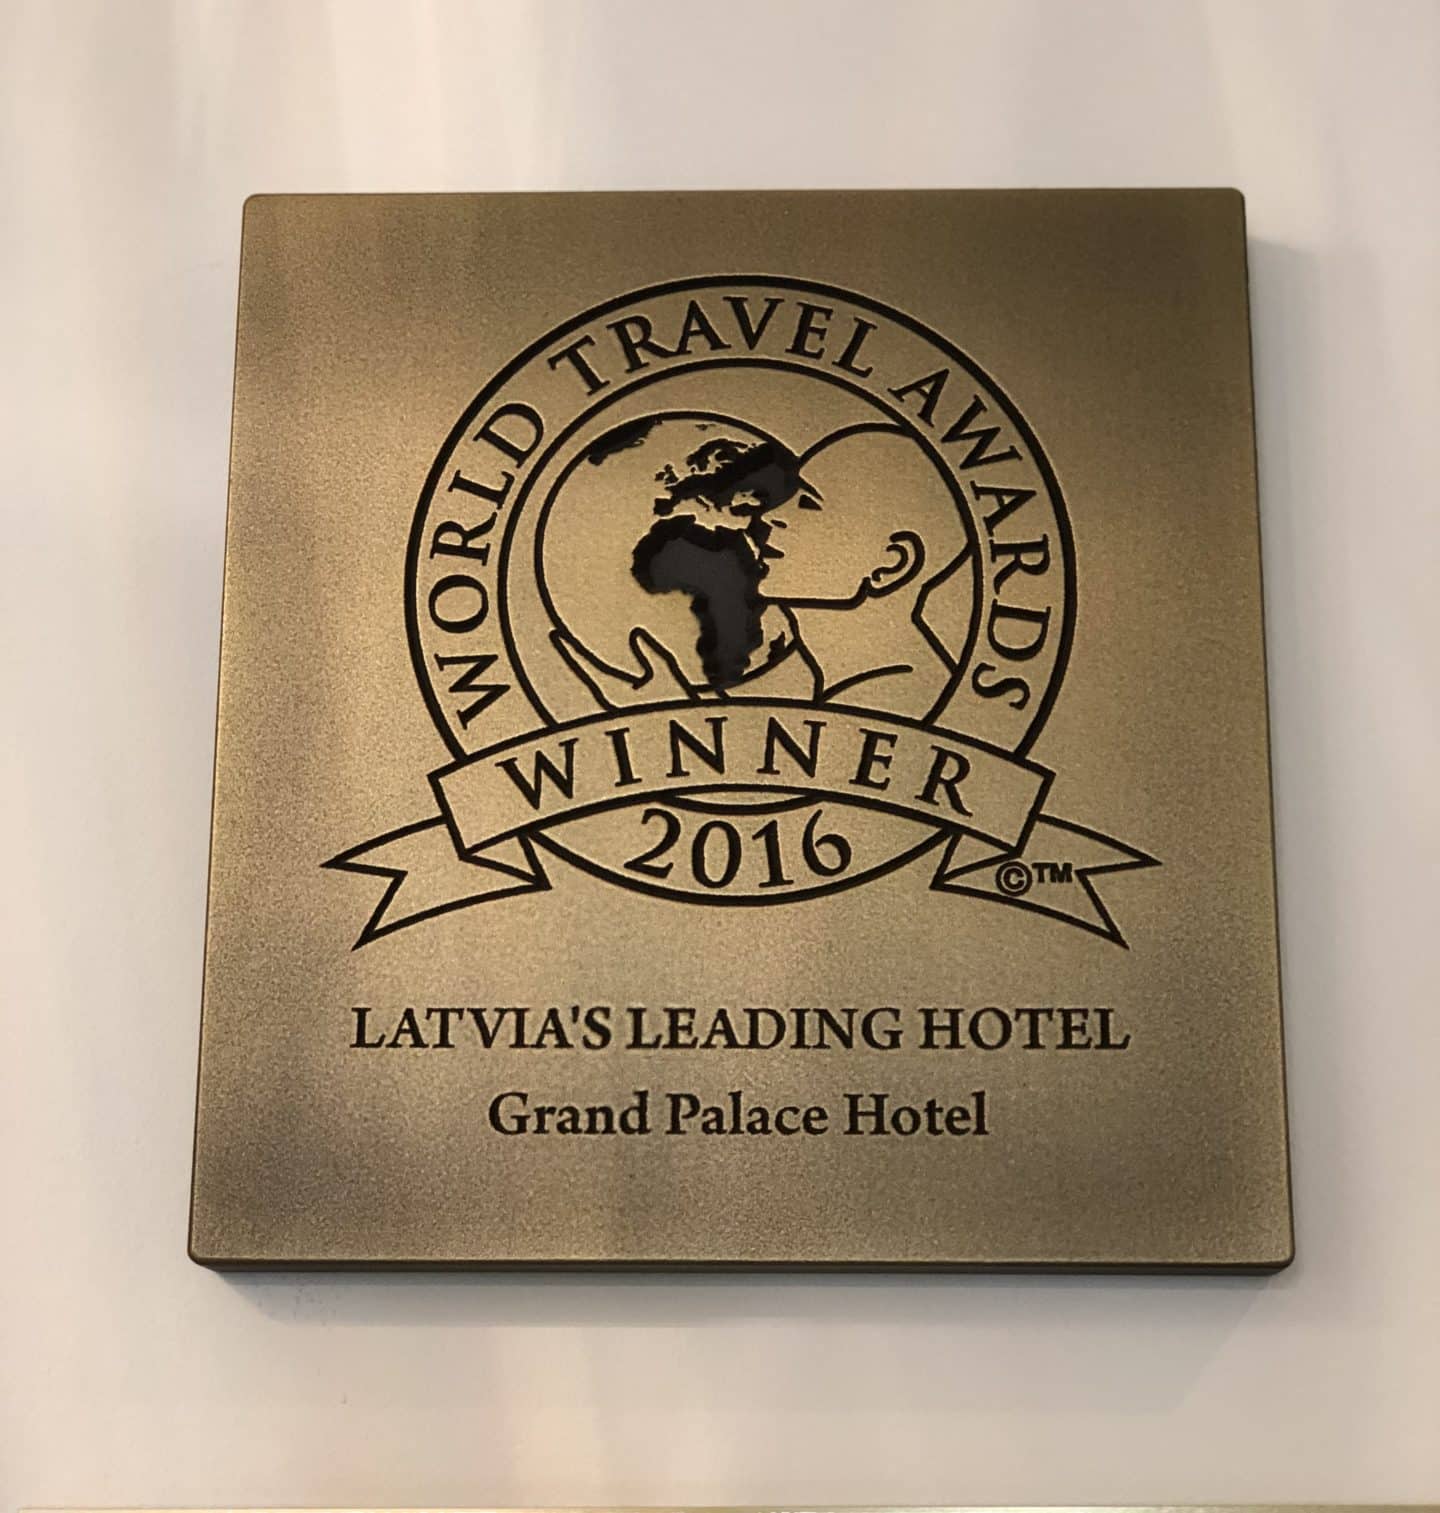 WORLD TRAVEL AWARDS
WINNER
2016
©™
LATVIA'S LEADING HOTEL
Grand Palace Hotel